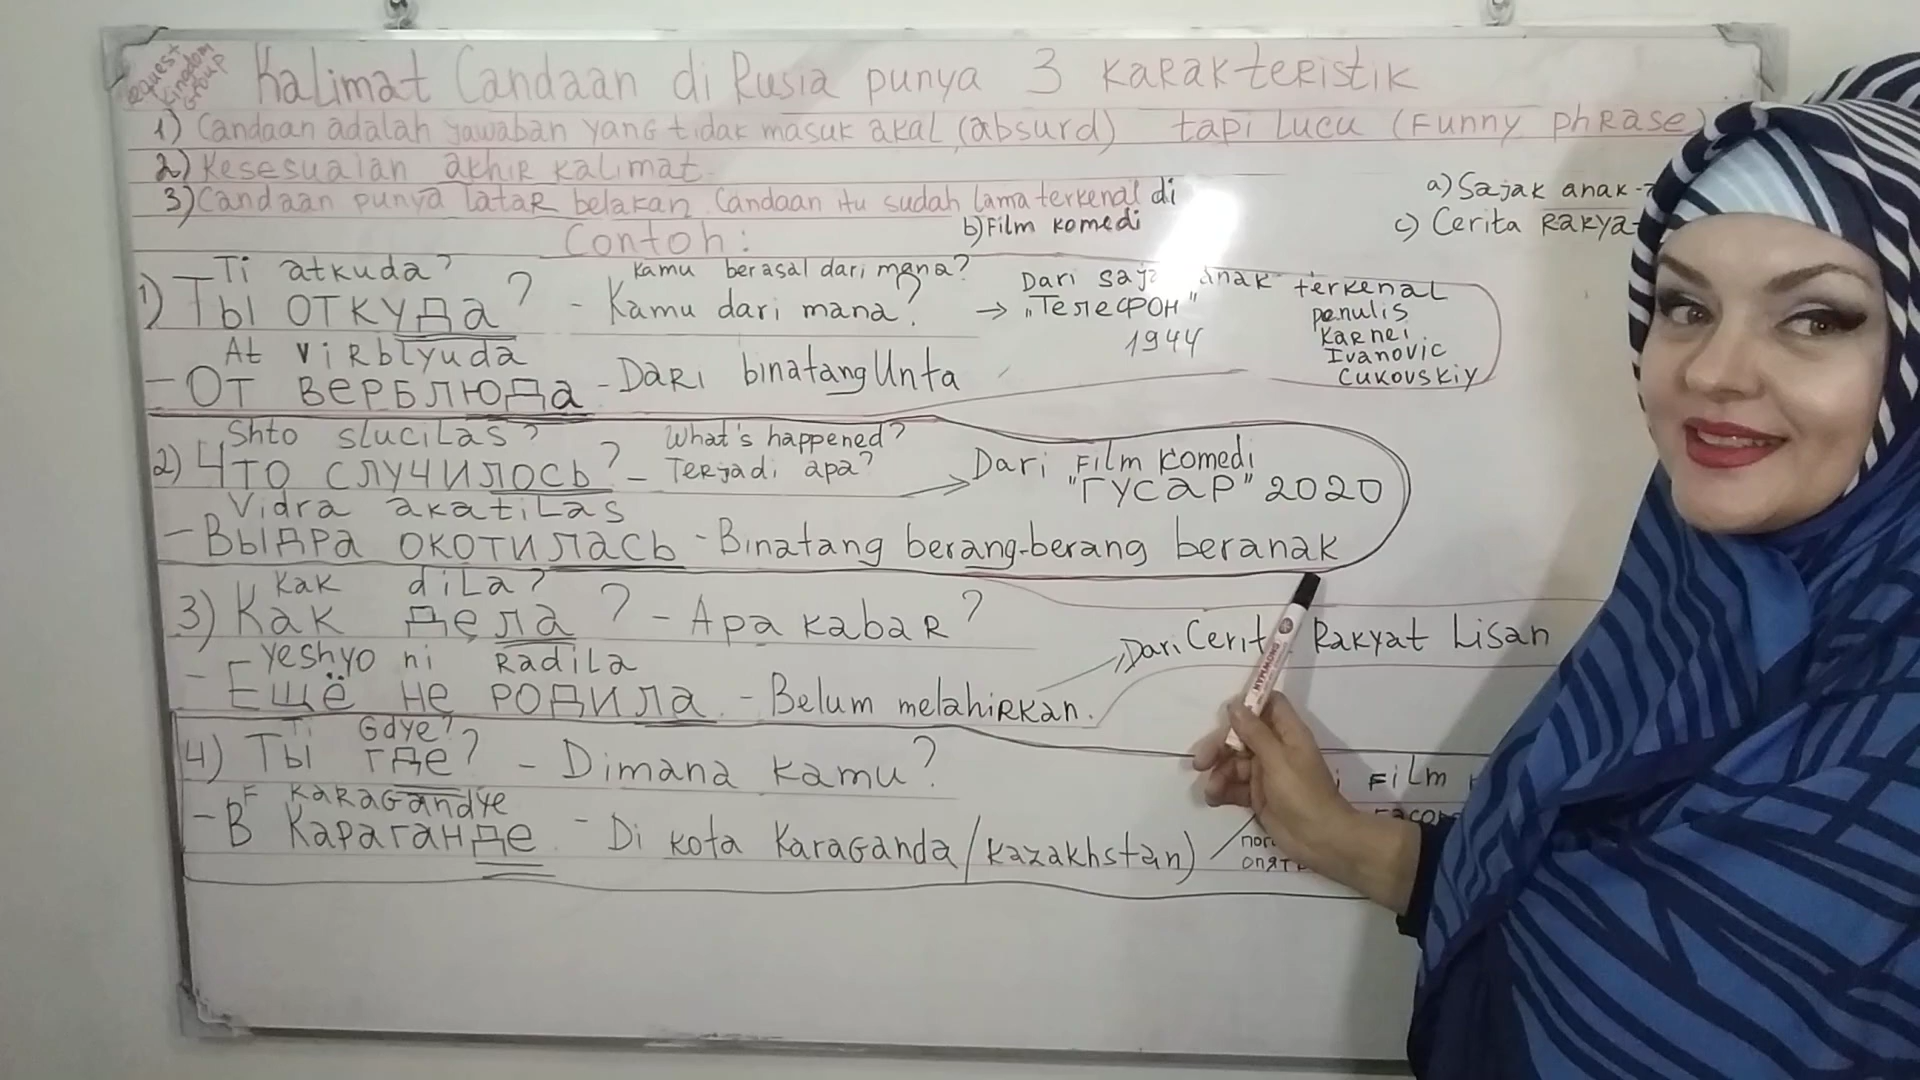 Request
Kingdom
Group
Kalimat Candaan di Rusia punya 3 karakteristik
1) Candaan adalah jawaban yang tidak masuk akal (absurd) tapi lucu (Funny phrase)
2) Kesesuaian akhir kalimat.
3) Candaan punya latar belakan. Candaan itu sudah lama terkenal di
a) Sajak anak-
b) Film komedi
c) Cerita
Contoh:
Ti atkuda? Kamu berasal dari mana?
1) Ты откуда? - Kamu dari mana? → Dari anak terkenal
"Телефон" penulis
1944 Karnei
Ivanovic
Cukovskiy
At virblyuda
- От верблюда - Dari binatang Unta
Shto slucilas? What's happened?
2) Что случилось? - Terjadi apa? → Dari Film komedi
"Гусар" 2020
Vidra akatilas
- Выдра окотилась - Binatang berang-berang beranak
Kak dila?
3) Как дела? - Apa kabar?
Dari Rakyat Lisan
Yeshyo ni radila
- Ещё не родила - Belum melahirkan.
Ti Gdye?
4) Ты где? - Dimana kamu?
Film
F Karagandye
- В Караганде. - Di kota Karaganda (Kazakhstan)
SNOWMAN